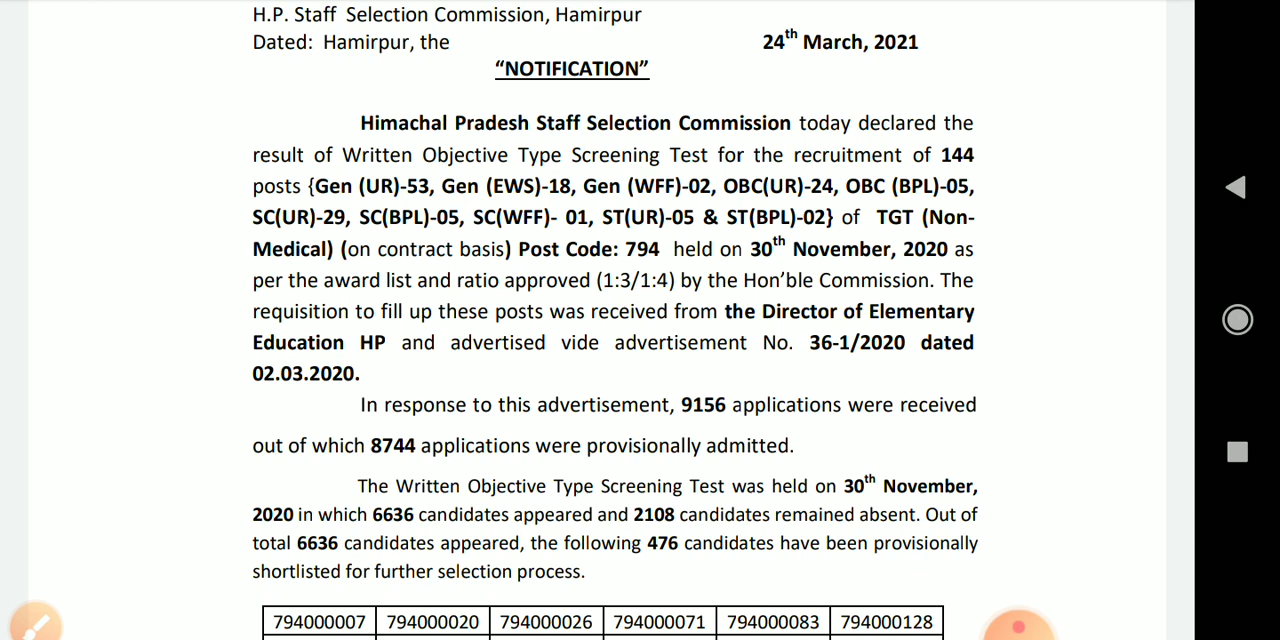 H.P. Staff Selection Commission, Hamirpur
Dated: Hamirpur, the 24th March, 2021
“NOTIFICATION”
Himachal Pradesh Staff Selection Commission today declared the
result of Written Objective Type Screening Test for the recruitment of 144
posts {Gen (UR)-53, Gen (EWS)-18, Gen (WFF)-02, OBC(UR)-24, OBC (BPL)-05,
SC(UR)-29, SC(BPL)-05, SC(WFF)- 01, ST(UR)-05 & ST(BPL)-02} of TGT (Non-
Medical) (on contract basis) Post Code: 794 held on 30th November, 2020 as
per the award list and ratio approved (1:3/1:4) by the Hon’ble Commission. The
requisition to fill up these posts was received from the Director of Elementary
Education HP and advertised vide advertisement No. 36-1/2020 dated
02.03.2020.
In response to this advertisement, 9156 applications were received
out of which 8744 applications were provisionally admitted.
The Written Objective Type Screening Test was held on 30th November,
2020 in which 6636 candidates appeared and 2108 candidates remained absent. Out of
total 6636 candidates appeared, the following 476 candidates have been provisionally
shortlisted for further selection process.
794000007 794000020 794000026 794000071 794000083 794000128